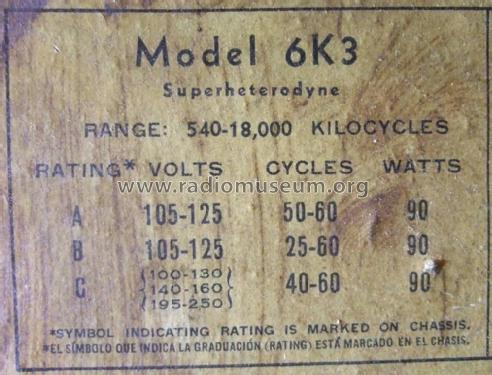 Model 6K3
Superheterodyne
RANGE: 540-18,000 KILOCYCLES
RATING* VOLTS CYCLES WATTS
www.radiomuseum.org
A 105-125 50-60 90
B 105-125 25-60 90
C {100-130} {140-160} {195-250} 40-60 90
*SYMBOL INDICATING RATING IS MARKED ON CHASSIS.
*EL SÍMBOLO QUE INDICA LA GRADUACIÓN (RATING) ESTÁ MARCADO EN EL CHASIS.